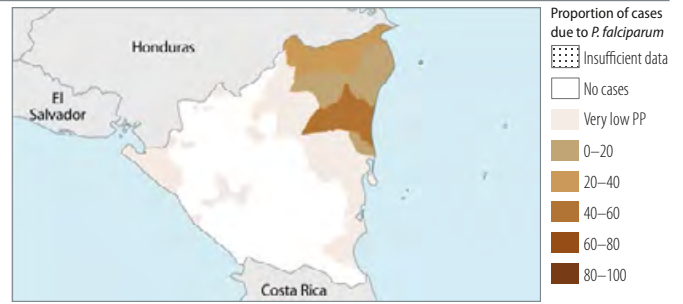 Proportion of cases
due to P. falciparum
Insufficient data
No cases
Very low PP
0–20
20–40
40–60
60–80
80–100
Honduras
El
Salvador
Costa Rica